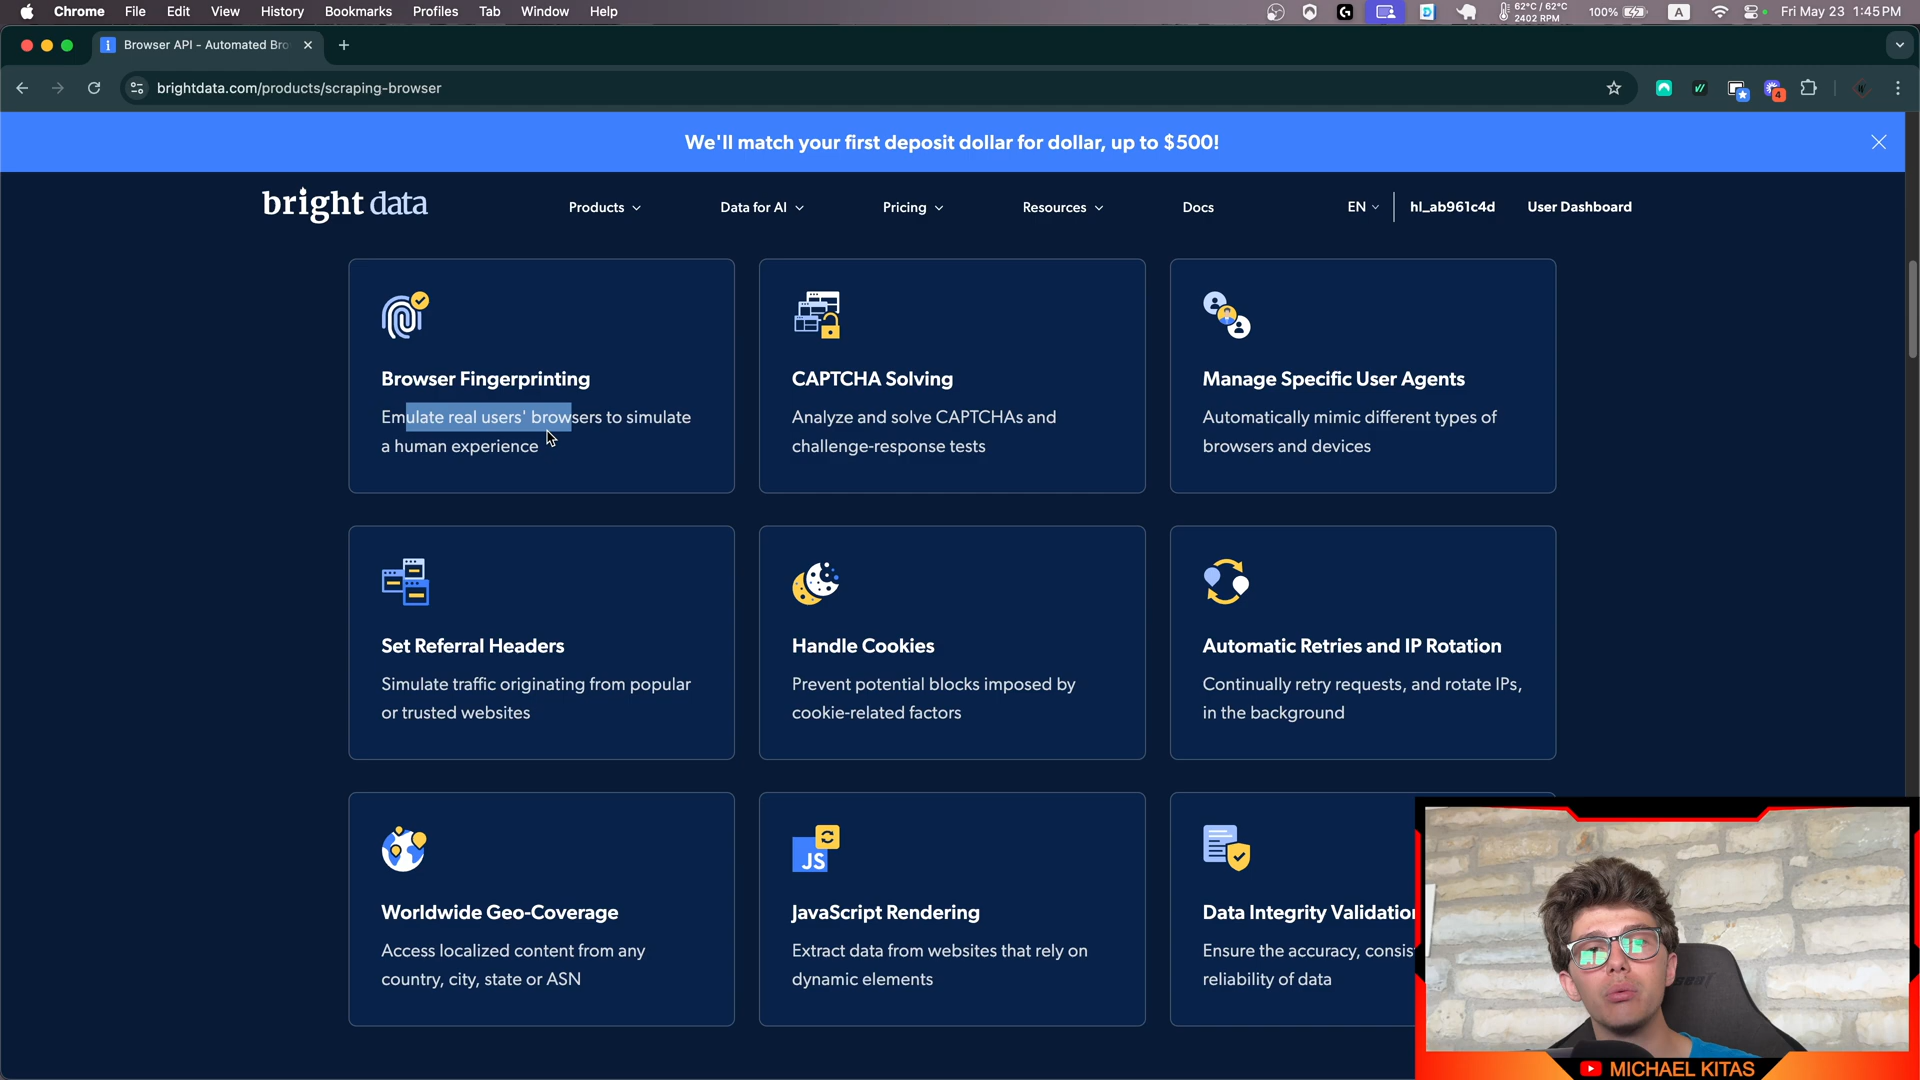 Chrome File Edit View History Bookmarks Profiles Tab Window Help
62°C / 62°C
2402 RPM
100% A Fri May 23 1:45 PM
Browser API - Automated Bro
brightdata.com/products/scraping-browser
4
We'll match your first deposit dollar for dollar, up to $500!
bright data Products Data for AI Pricing Resources Docs EN hl_ab961c4d User Dashboard
Browser Fingerprinting
Emulate real users' browsers to simulate
a human experience
CAPTCHA Solving
Analyze and solve CAPTCHAs and
challenge-response tests
Manage Specific User Agents
Automatically mimic different types of
browsers and devices
Set Referral Headers
Simulate traffic originating from popular
or trusted websites
Handle Cookies
Prevent potential blocks imposed by
cookie-related factors
Automatic Retries and IP Rotation
Continually retry requests, and rotate IPs,
in the background
Worldwide Geo-Coverage
Access localized content from any
country, city, state or ASN
JS
JavaScript Rendering
Extract data from websites that rely on
dynamic elements
Data Integrity Validation
Ensure the accuracy, consis
reliability of data
MICHAEL KITAS